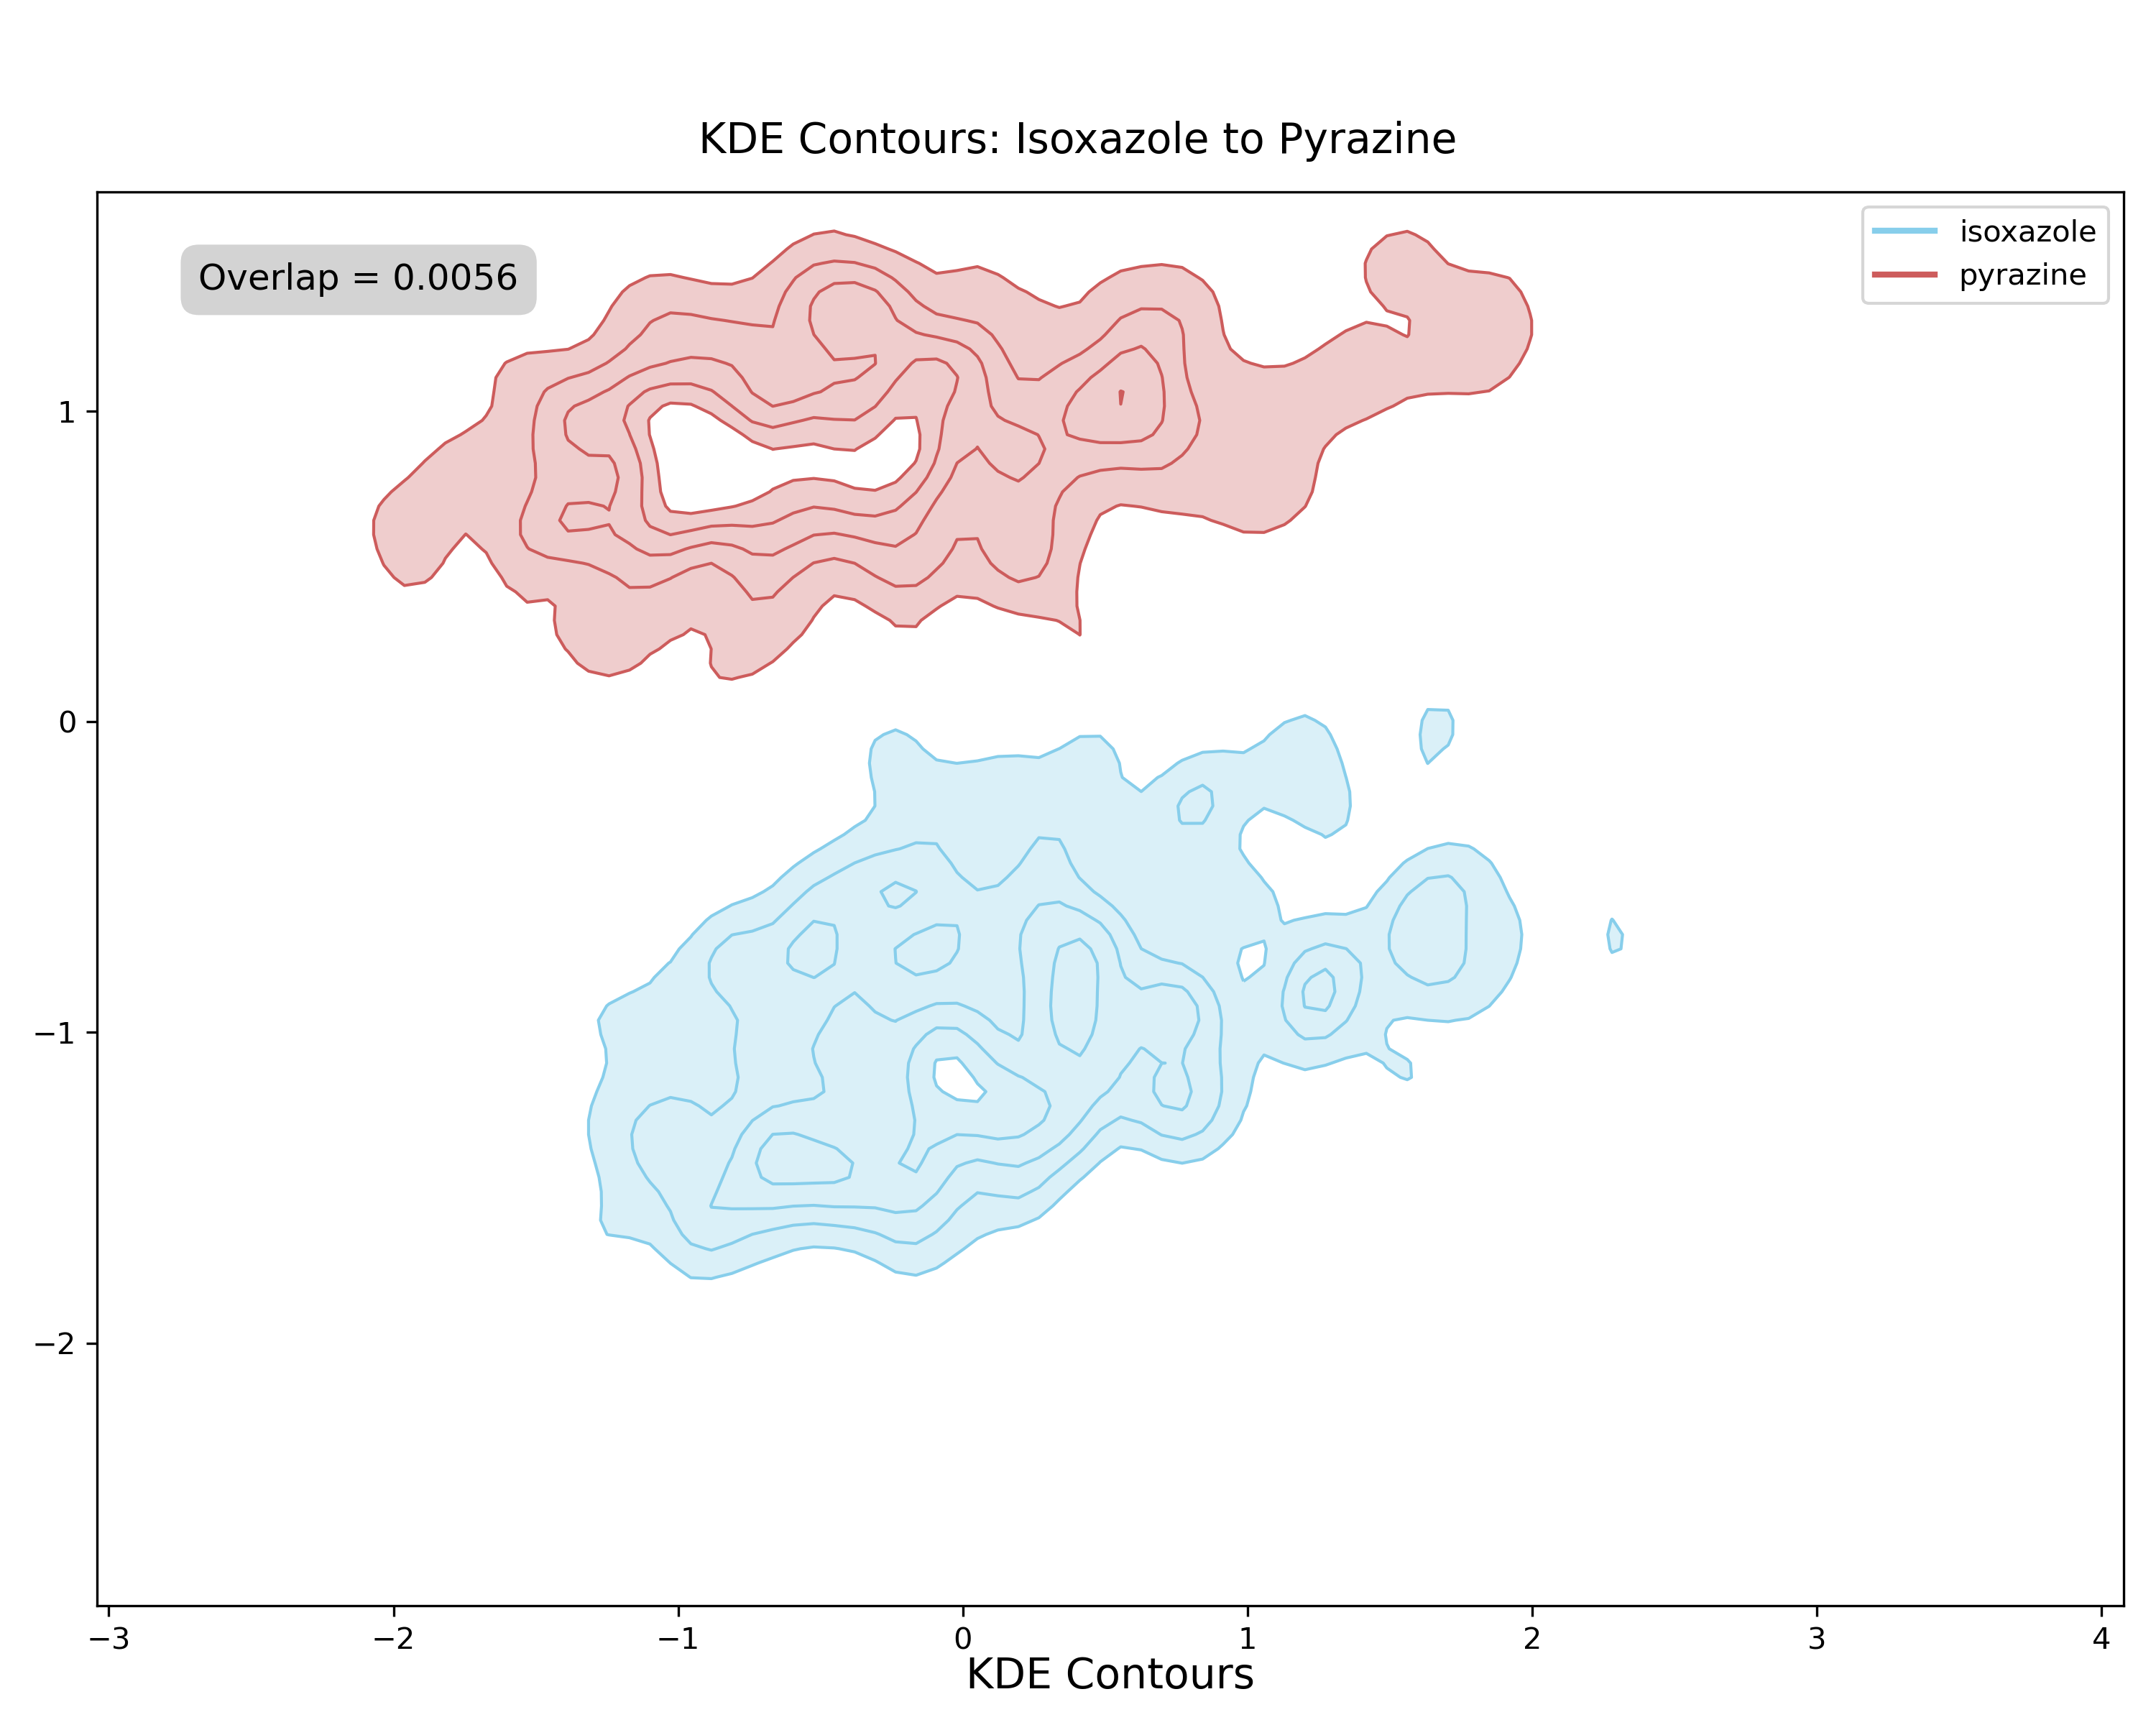 KDE Contours: Isoxazole to Pyrazine
Overlap = 0.0056
isoxazole
pyrazine
1
0
−1
−2
−3 −2 −1 0 1 2 3 4
KDE Contours